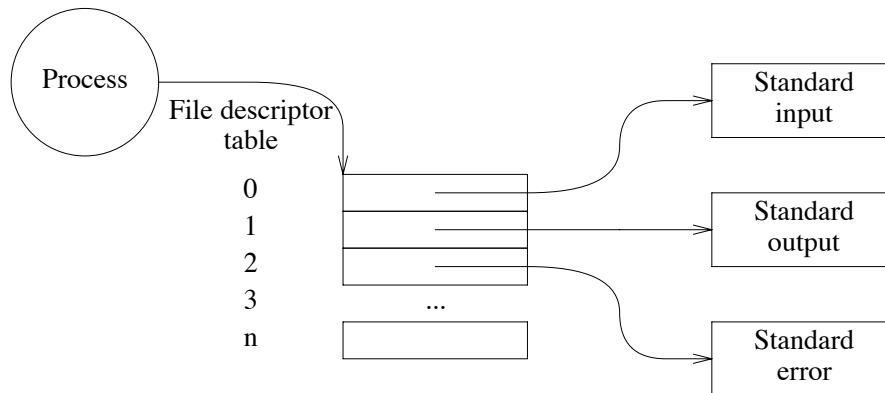 Process
File descriptor
table
0
1
2
3
...
n
Standard
input
Standard
output
Standard
error